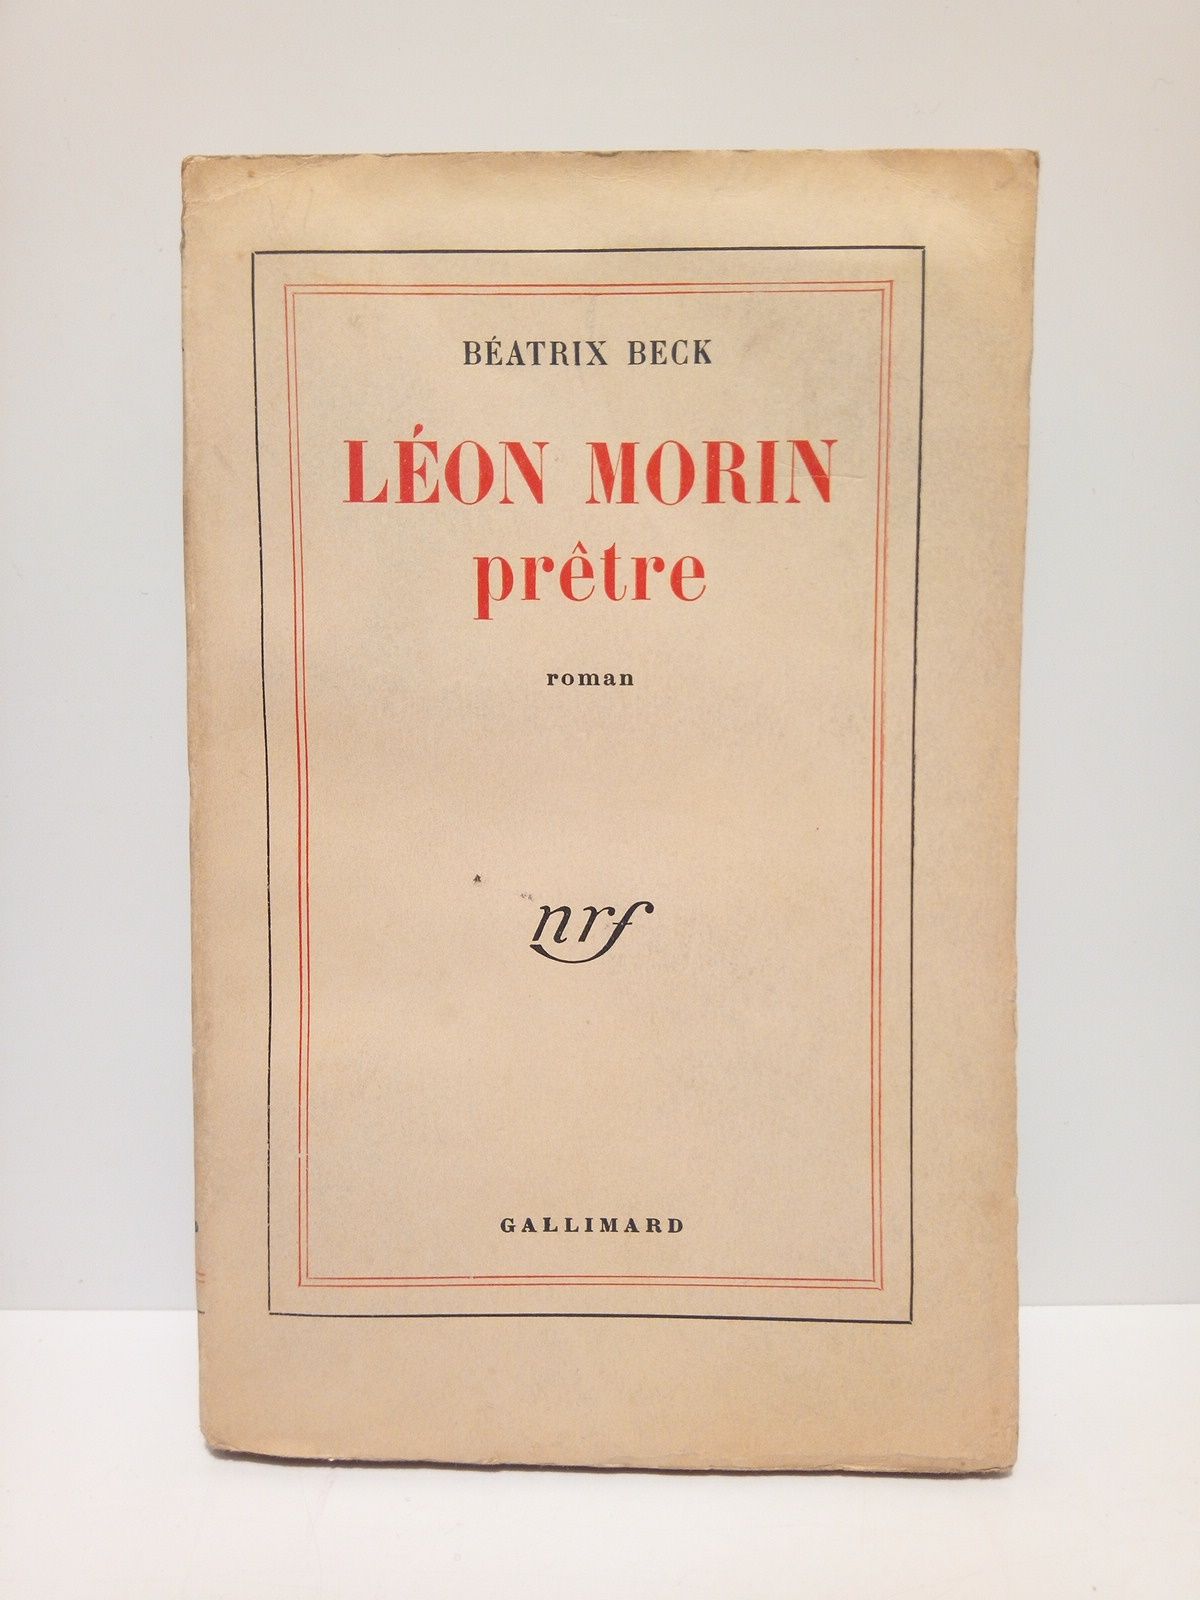 BÉATRIX BECK
LÉON MORIN
prêtre
roman
nrf
GALLIMARD